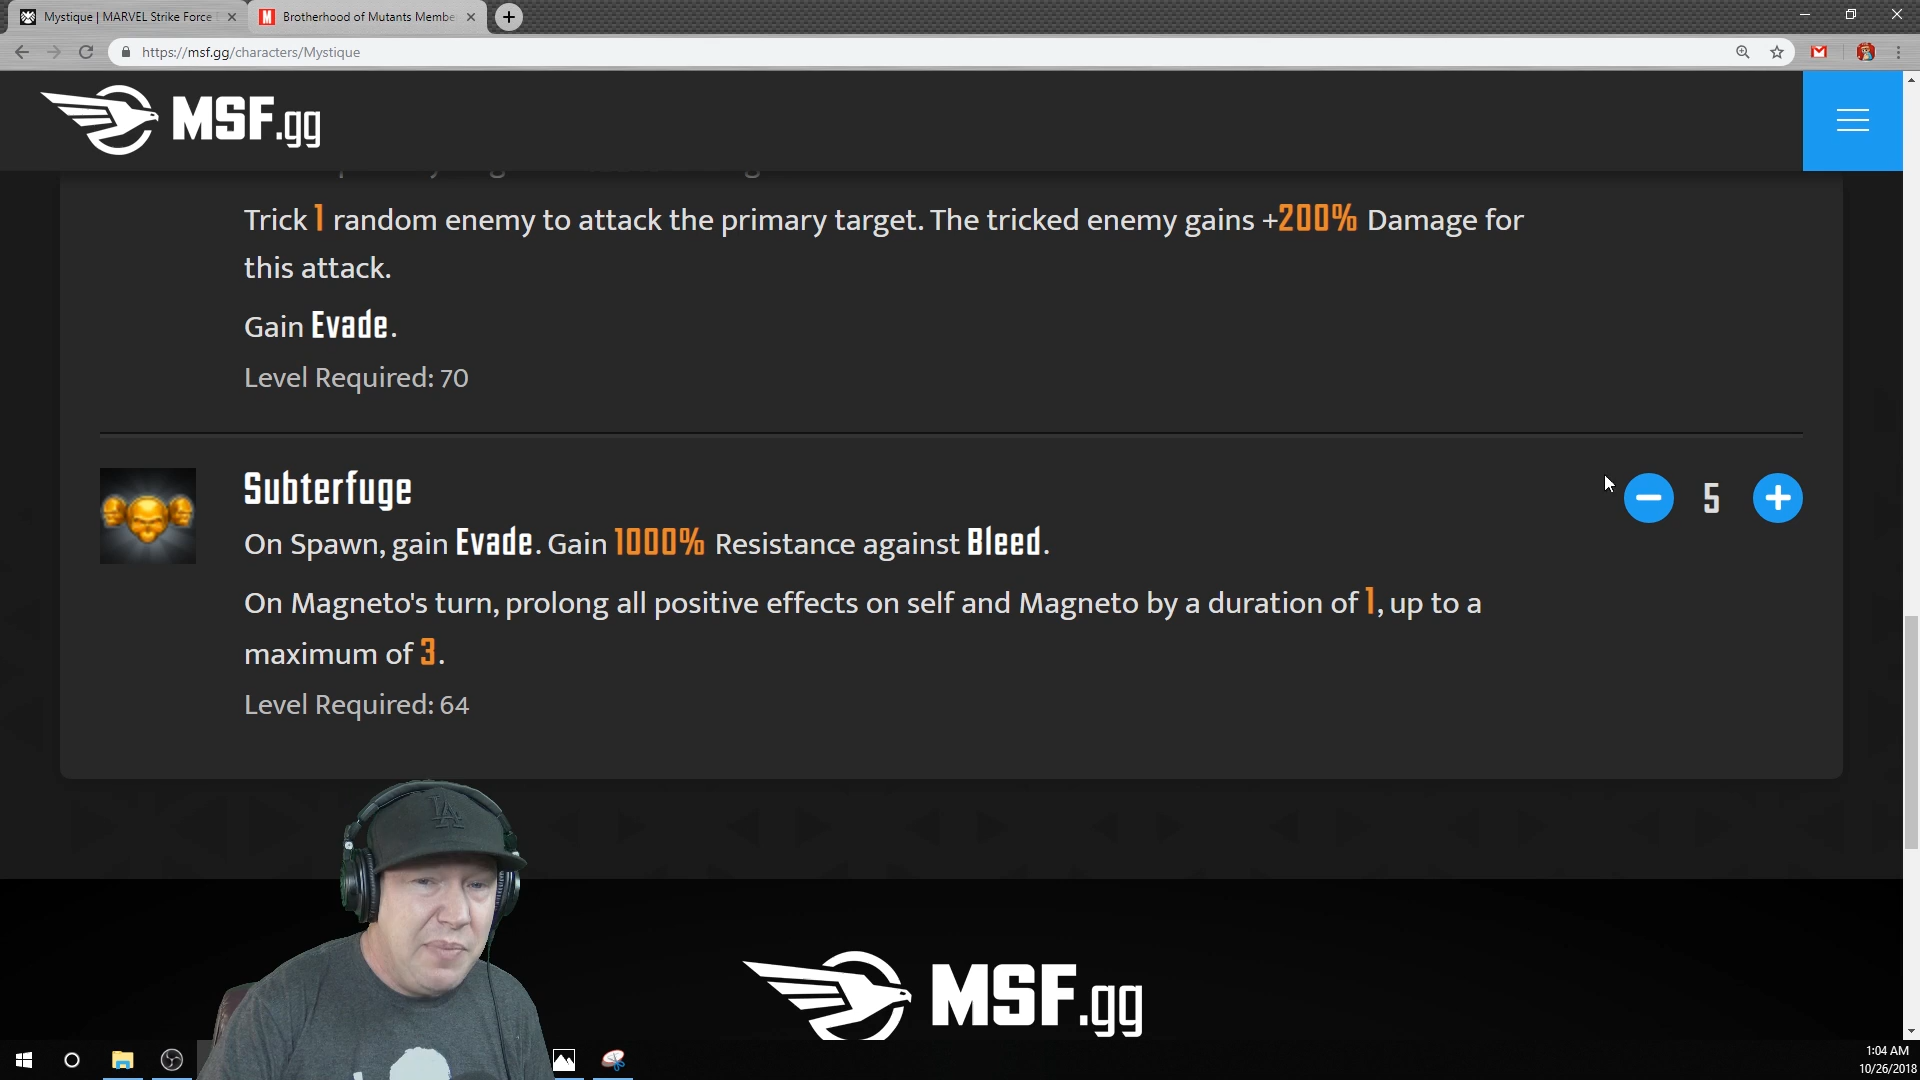 Mystique | MARVEL Strike Force
Brotherhood of Mutants Membe
https://msf.gg/characters/Mystique
MSF.gg
Trick 1 random enemy to attack the primary target. The tricked enemy gains +200% Damage for
this attack.
Gain Evade.
Level Required: 70
Subterfuge
5
On Spawn, gain Evade. Gain 1000% Resistance against Bleed.
On Magneto's turn, prolong all positive effects on self and Magneto by a duration of 1, up to a
maximum of 3.
Level Required: 64
LA
MSF.gg
1:04 AM
10/26/2018